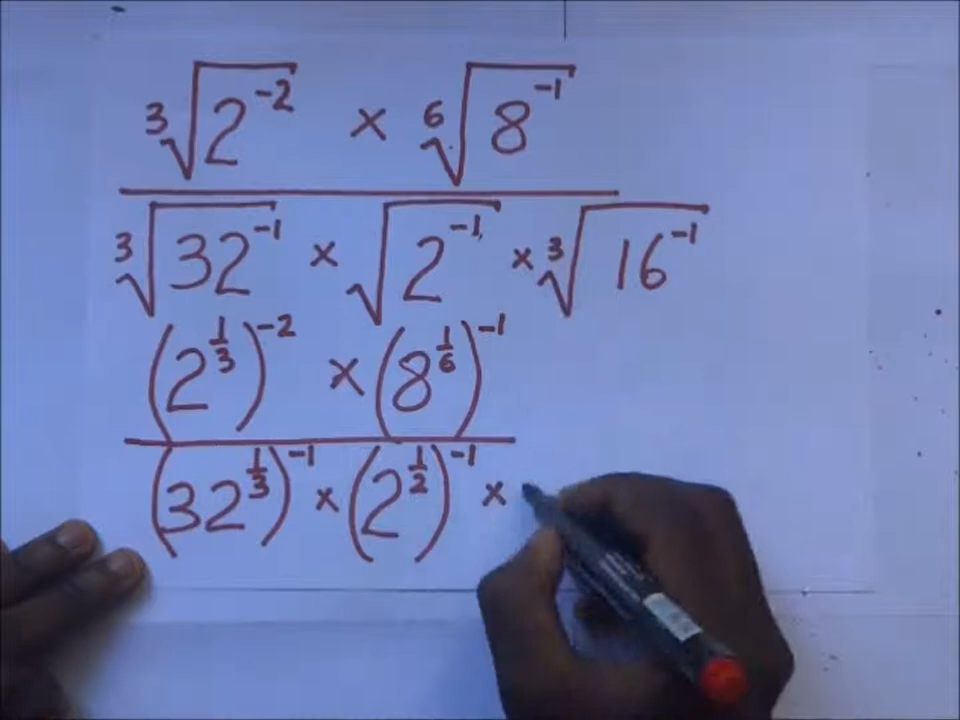 ∛(2⁻²) × ⁶√(8⁻¹)
∛(32⁻¹) × √(2⁻¹) × ∛(16⁻¹)
(2^(1/3))⁻² × (8^(1/6))⁻¹
(32^(1/3))⁻¹ × (2^(1/2))⁻¹ ×